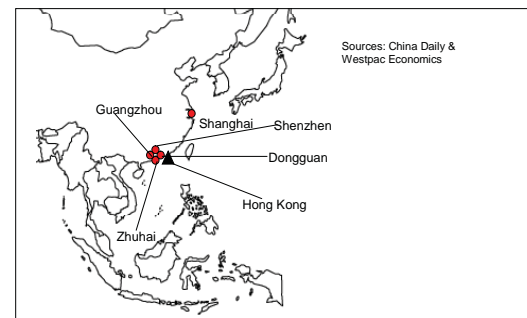 Sources: China Daily &
Westpac Economics
Guangzhou
Shanghai
Shenzhen
Dongguan
Hong Kong
Zhuhai